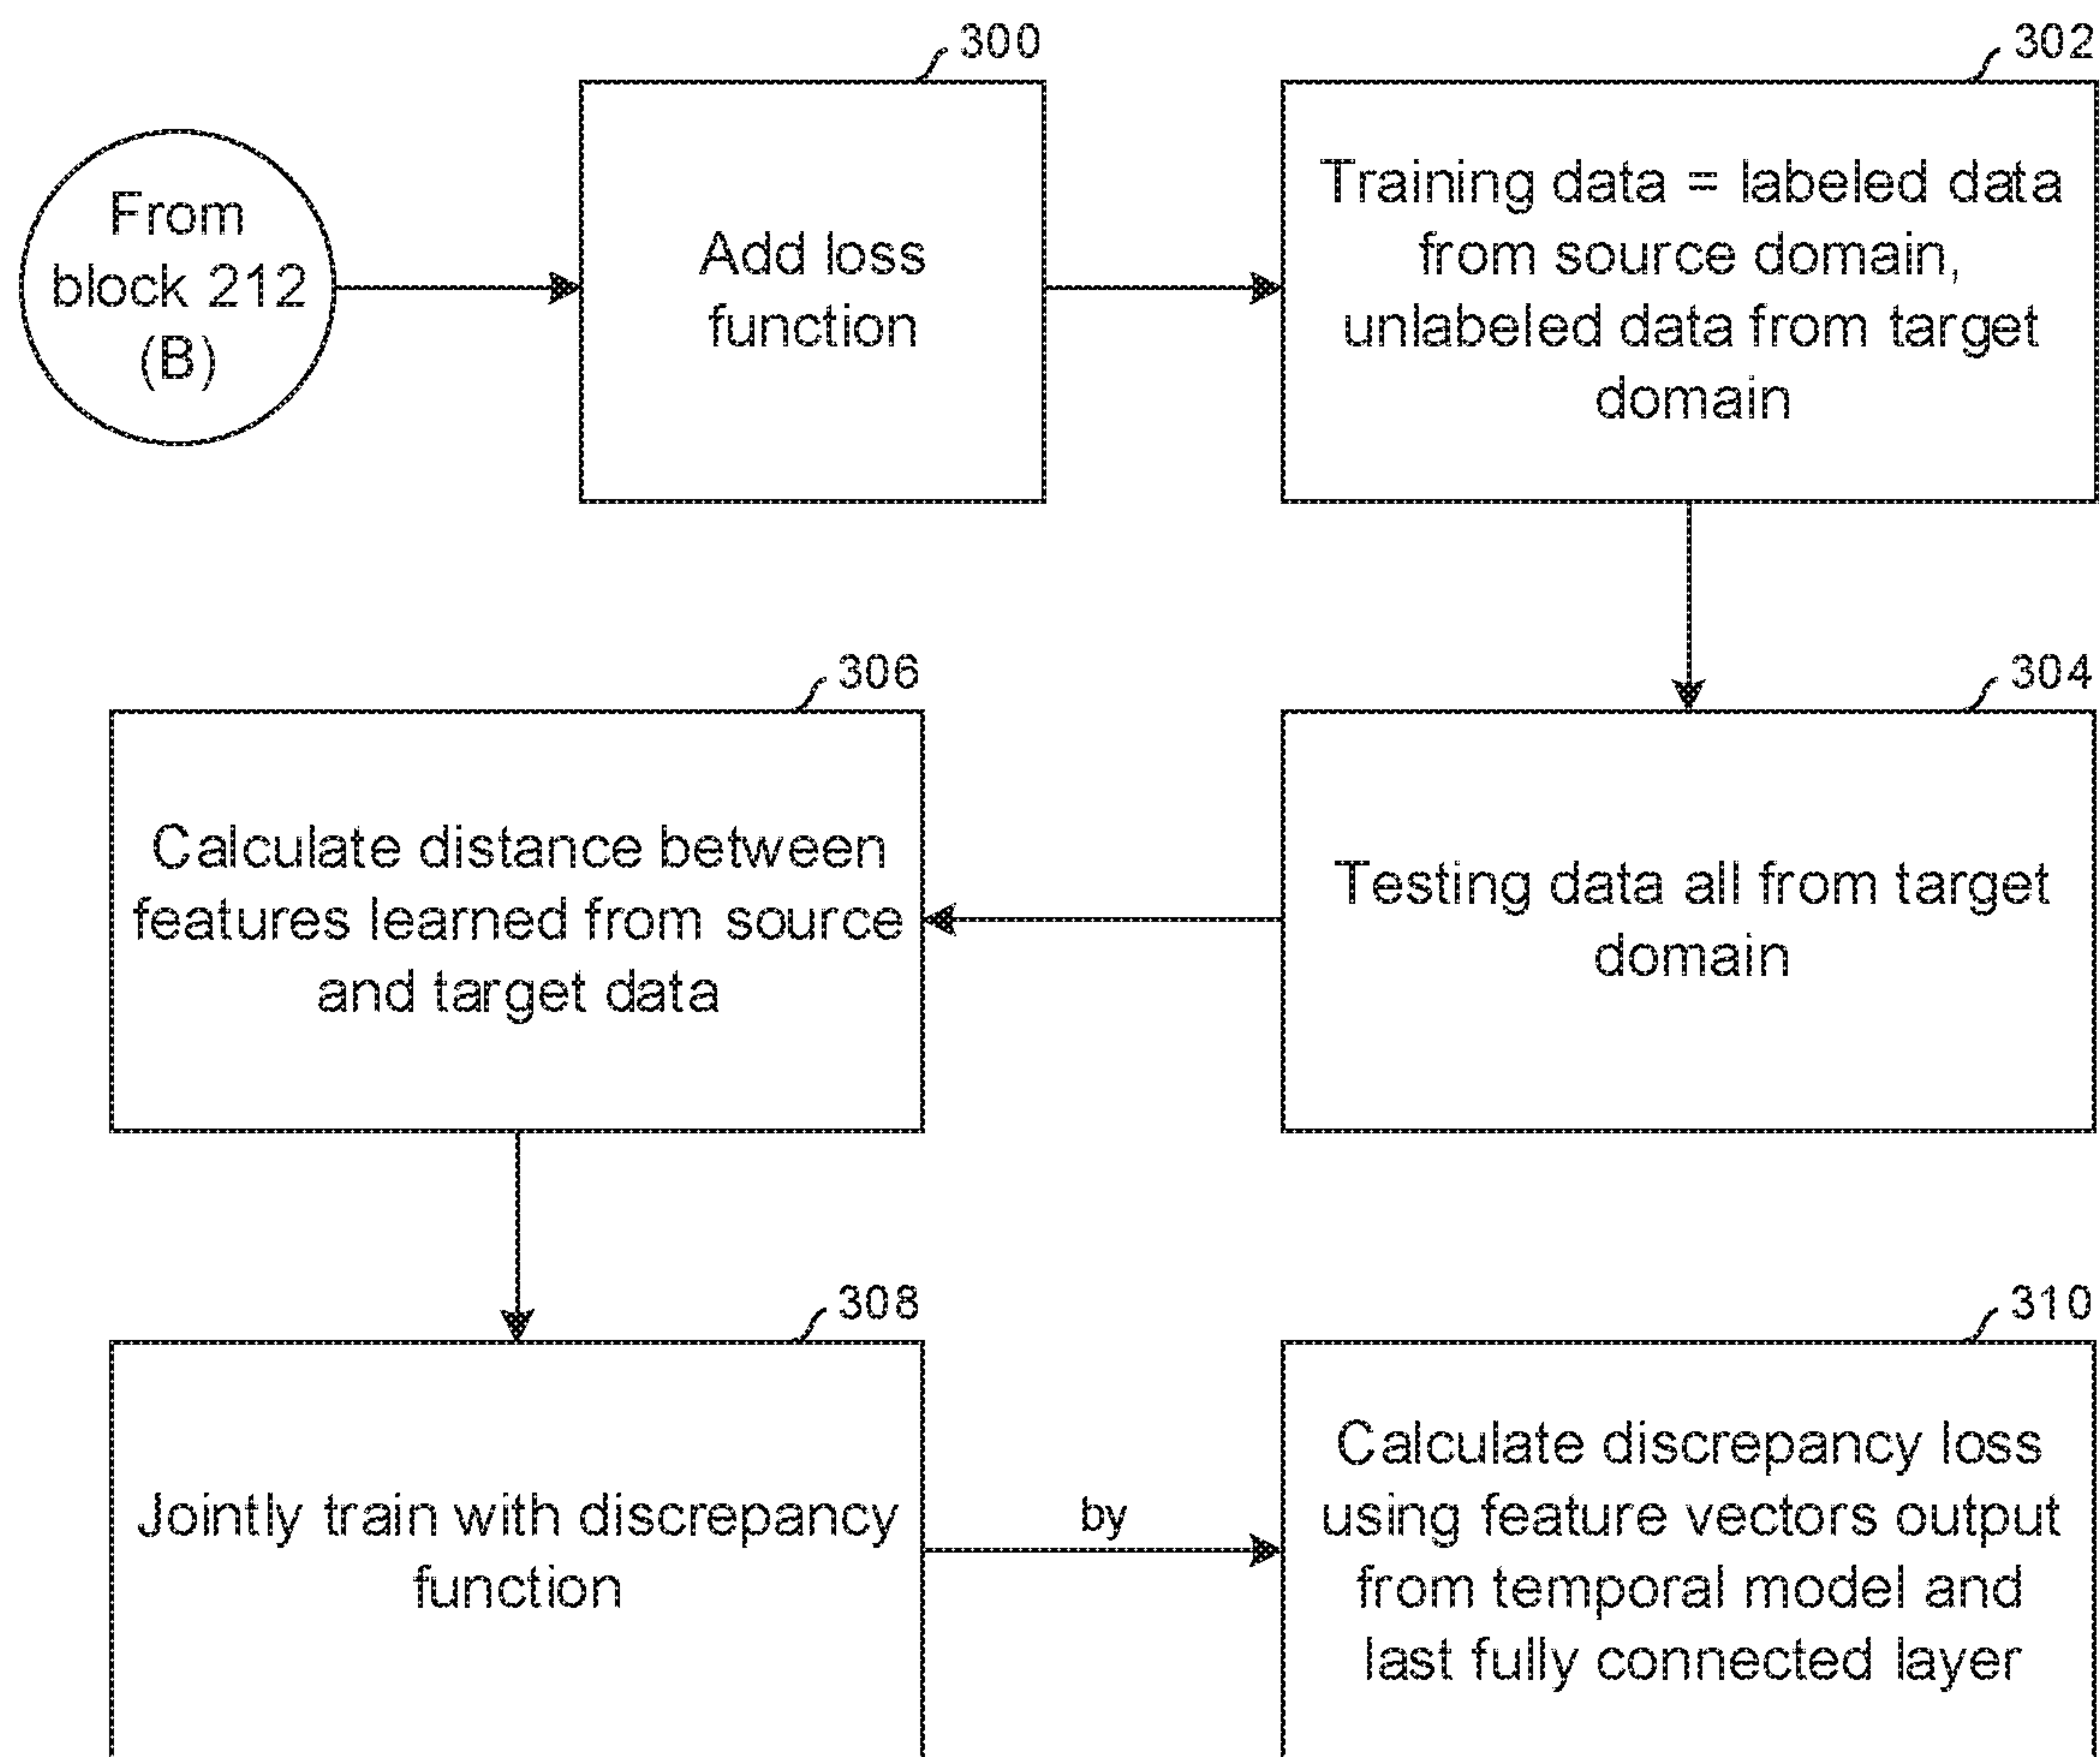 300
302
From
block 212
(B)
Add loss
function
Training data = labeled data
from source domain,
unlabeled data from target
domain
306
304
Calculate distance between
features learned from source
and target data
Testing data all from target
domain
308
310
Jointly train with discrepancy
function
by
Calculate discrepancy loss
using feature vectors output
from temporal model and
last fully connected layer